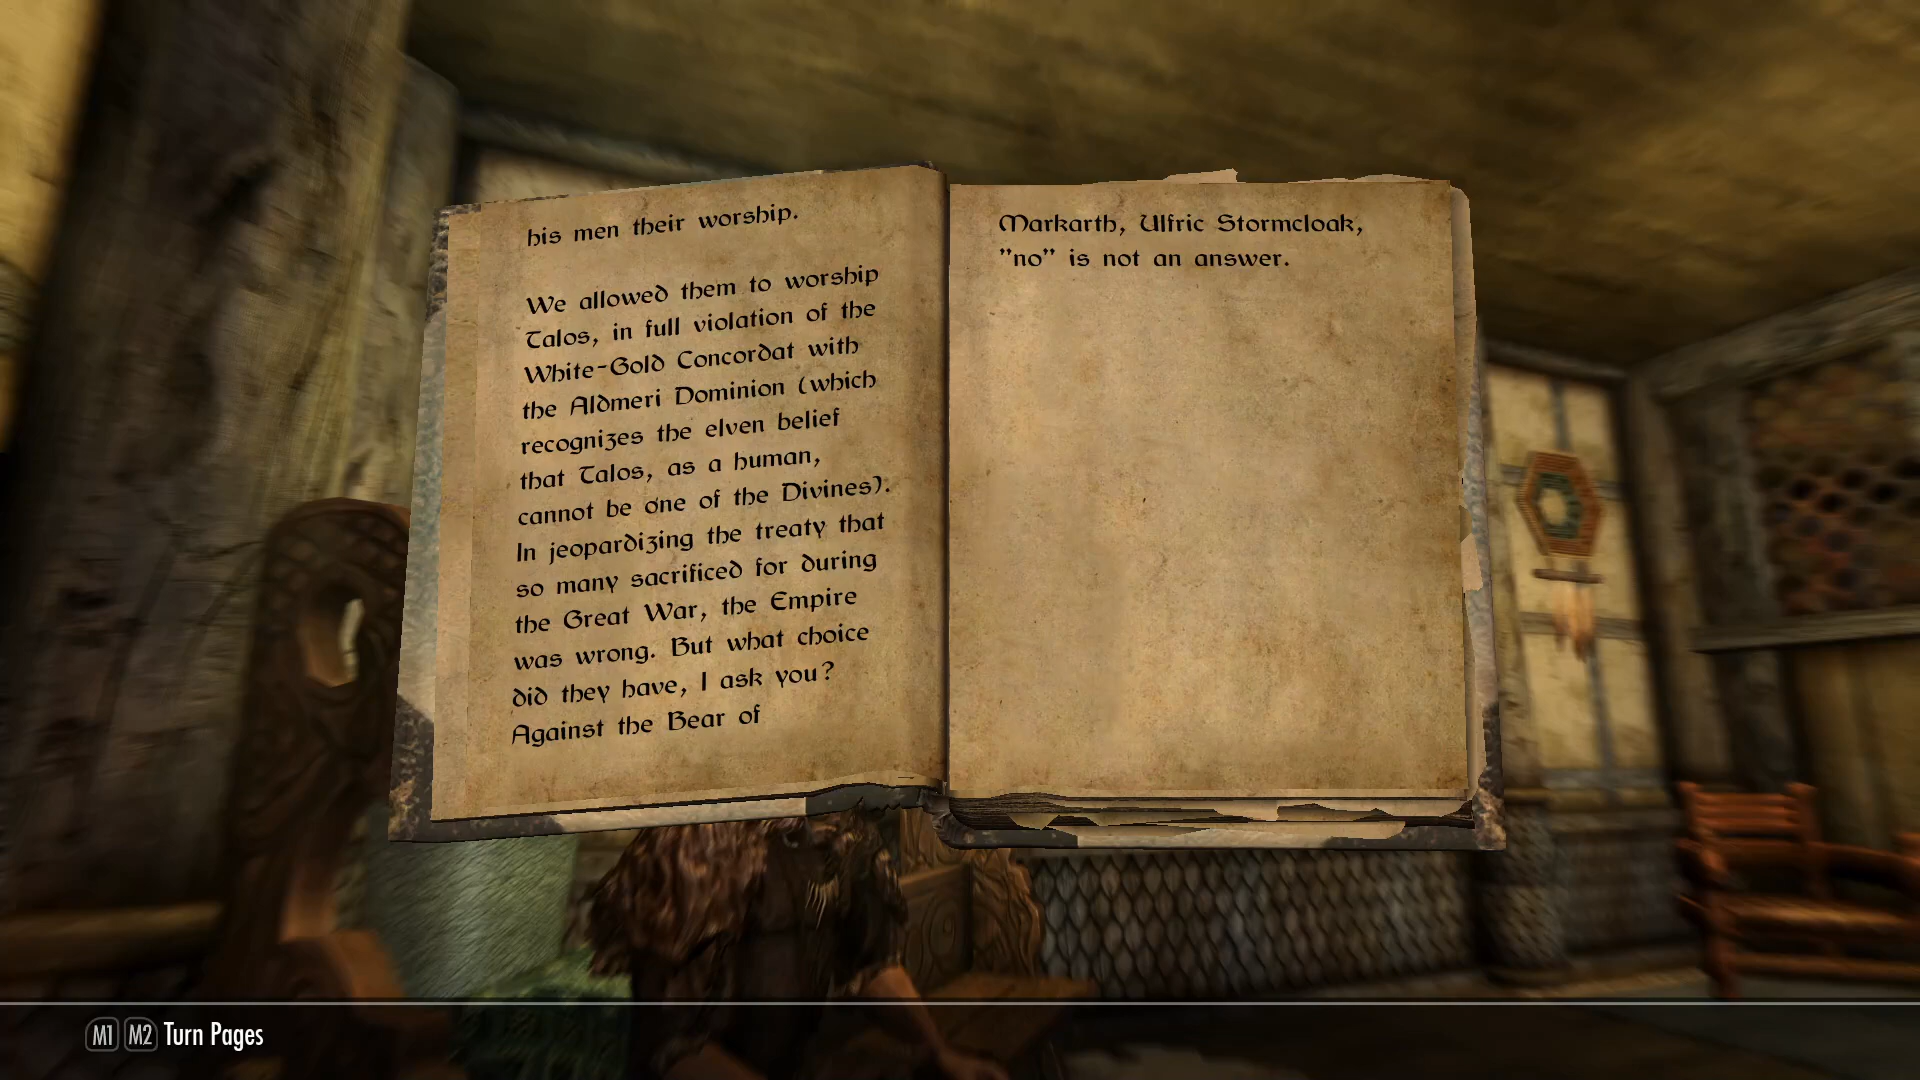 his men their worship.
We allowed them to worship
Talos, in full violation of the
White-Gold Concordat with
the Aldmeri Dominion (which
recognizes the elven belief
that Talos, as a human,
cannot be one of the Divines).
In jeopardizing the treaty that
so many sacrificed for during
the Great War, the Empire
was wrong. But what choice
did they have, I ask you?
Against the Bear of
Markarth, Ulfric Stormcloak,
"no" is not an answer.
M1 M2 Turn Pages